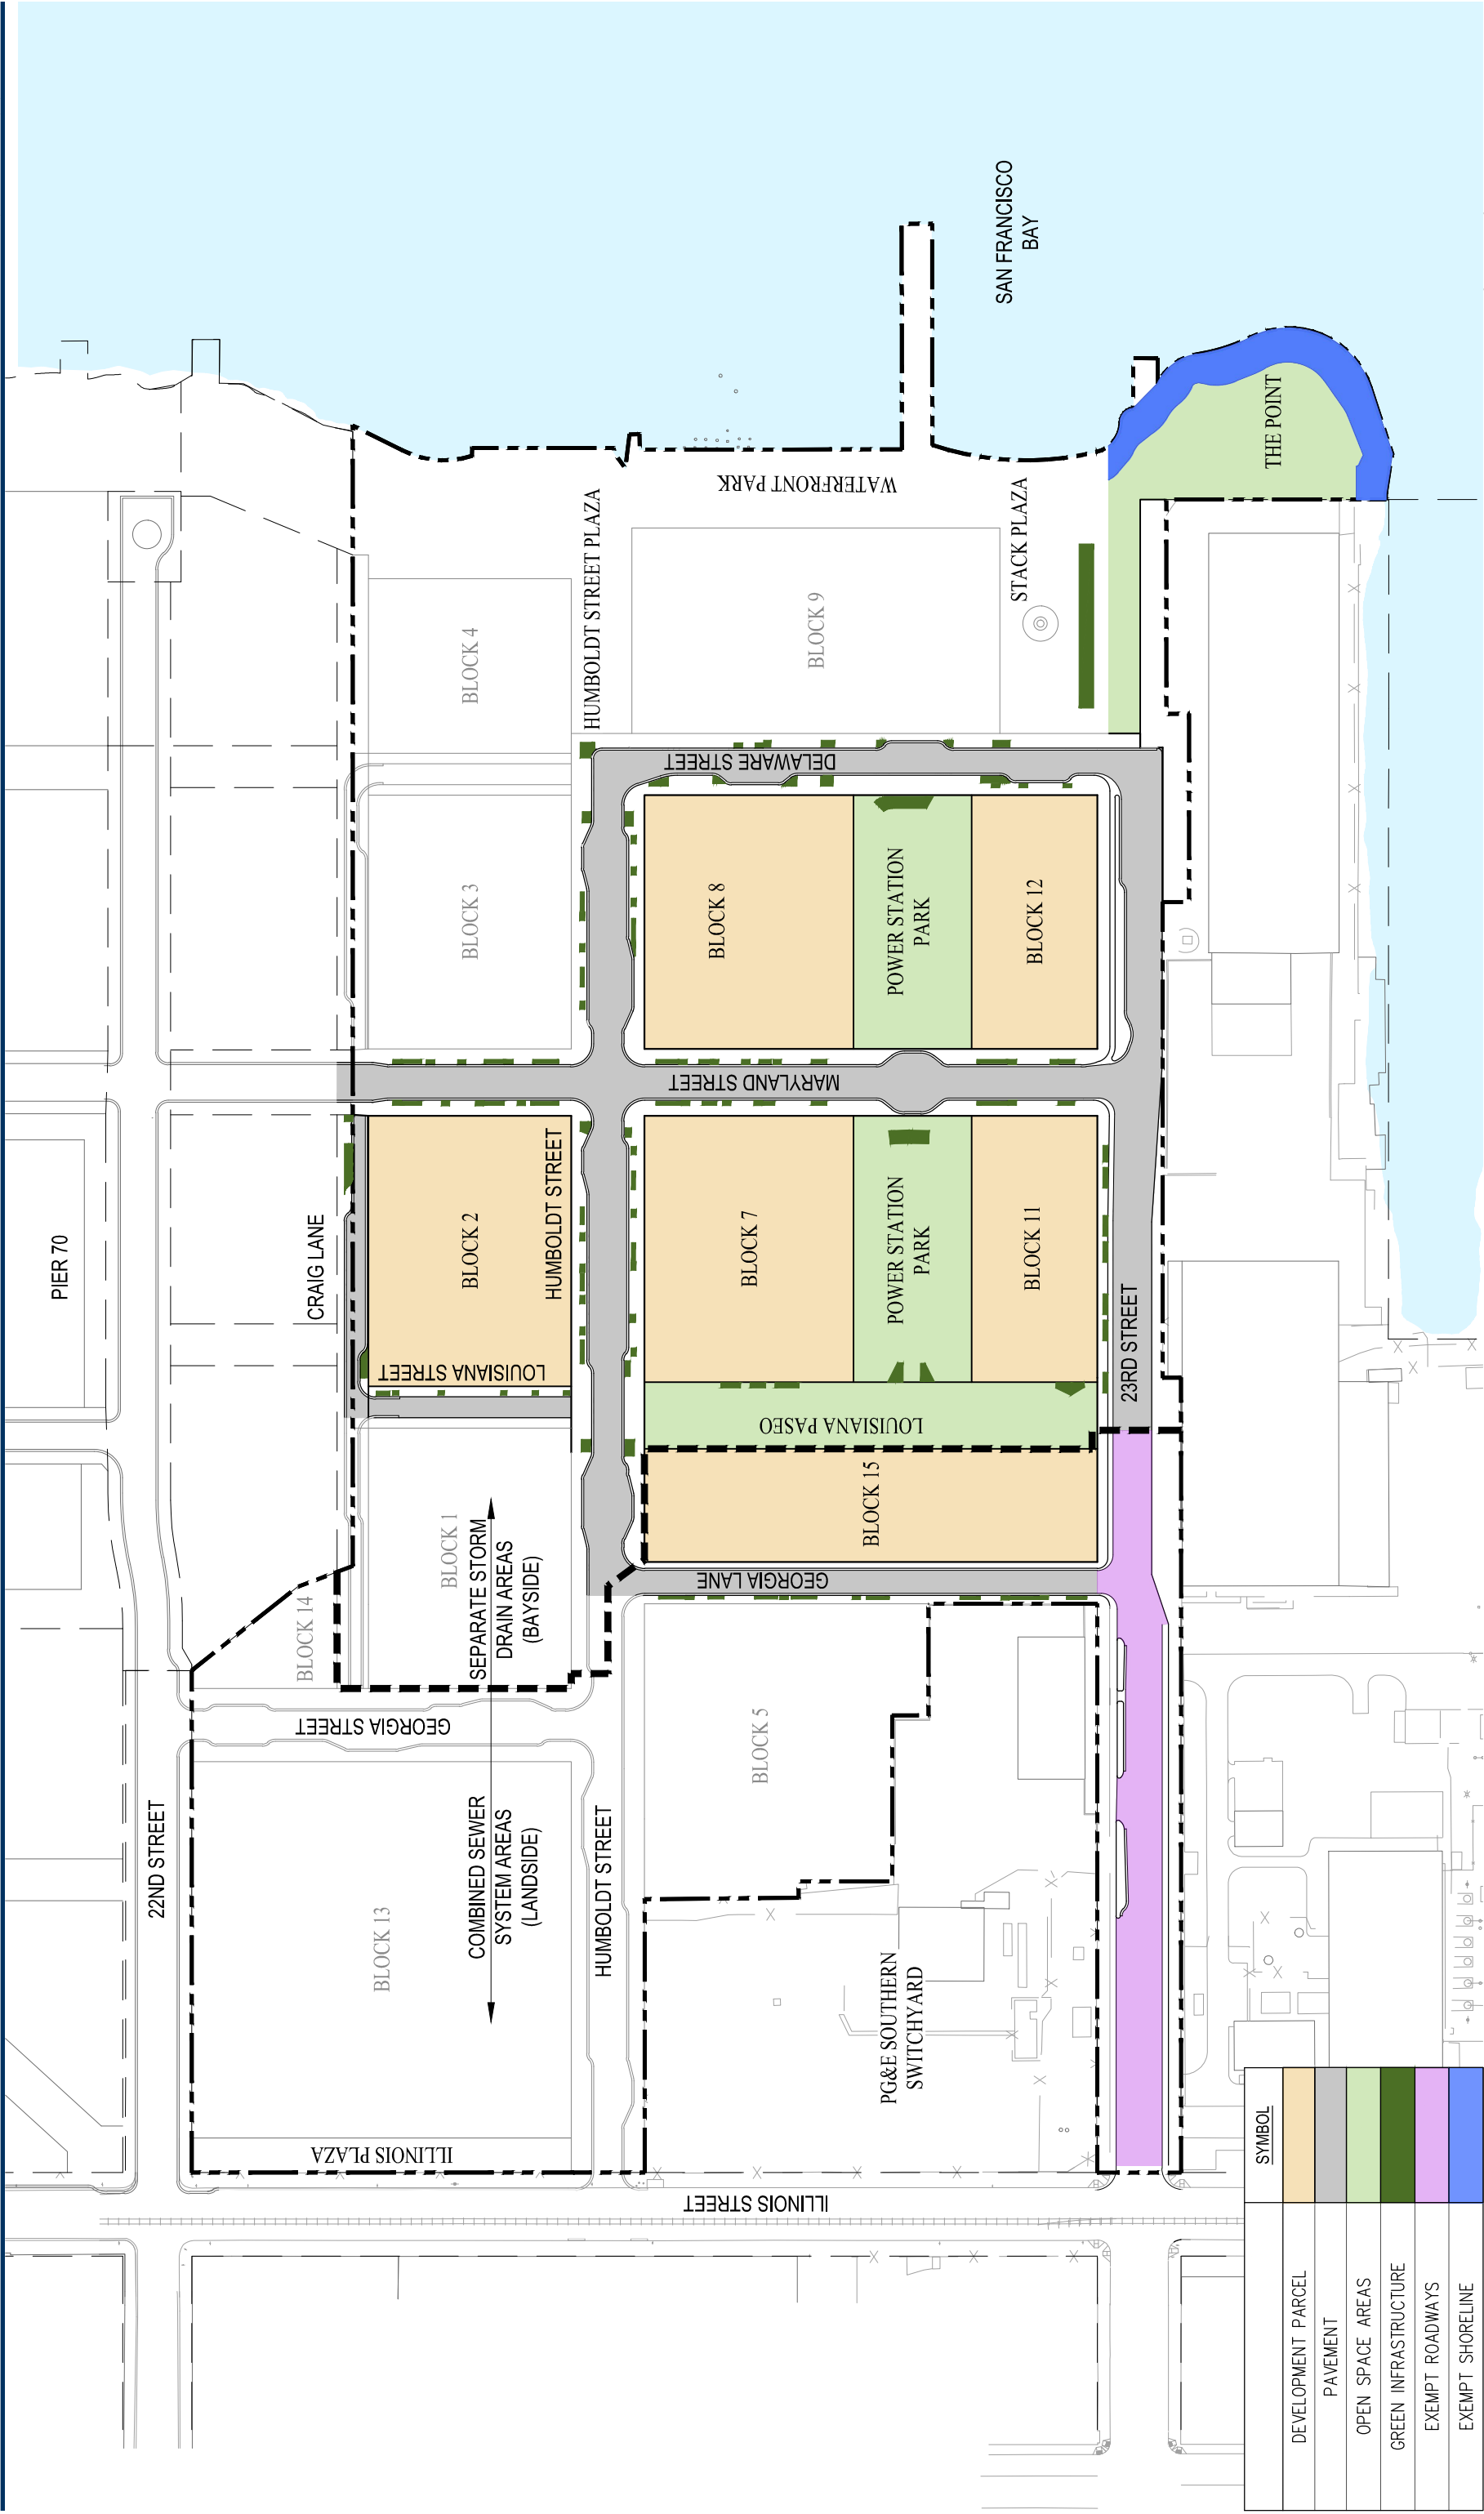 PIER 70
22ND STREET
CRAIG LANE
BLOCK 14
GEORGIA STREET
BLOCK 13
ILLINOIS PLAZA
ILLINOIS STREET
BLOCK 1
SEPARATE STORM
DRAIN AREAS
(BAYSIDE)
COMBINED SEWER
SYSTEM AREAS
(LANDSIDE)
BLOCK 2
LOUISIANA STREET
HUMBOLDT STREET
BLOCK 3
BLOCK 4
HUMBOLDT STREET PLAZA
HUMBOLDT STREET
MARYLAND STREET
DELAWARE STREET
WATERFRONT PARK
BLOCK 9
STACK PLAZA
SAN FRANCISCO
BAY
THE POINT
BLOCK 8
POWER STATION
PARK
BLOCK 12
BLOCK 7
POWER STATION
PARK
BLOCK 11
LOUISIANA PASEO
BLOCK 15
GEORGIA LANE
BLOCK 5
23RD STREET
PG&E SOUTHERN
SWITCHYARD
SYMBOL
DEVELOPMENT PARCEL
PAVEMENT
OPEN SPACE AREAS
GREEN INFRASTRUCTURE
EXEMPT ROADWAYS
EXEMPT SHORELINE